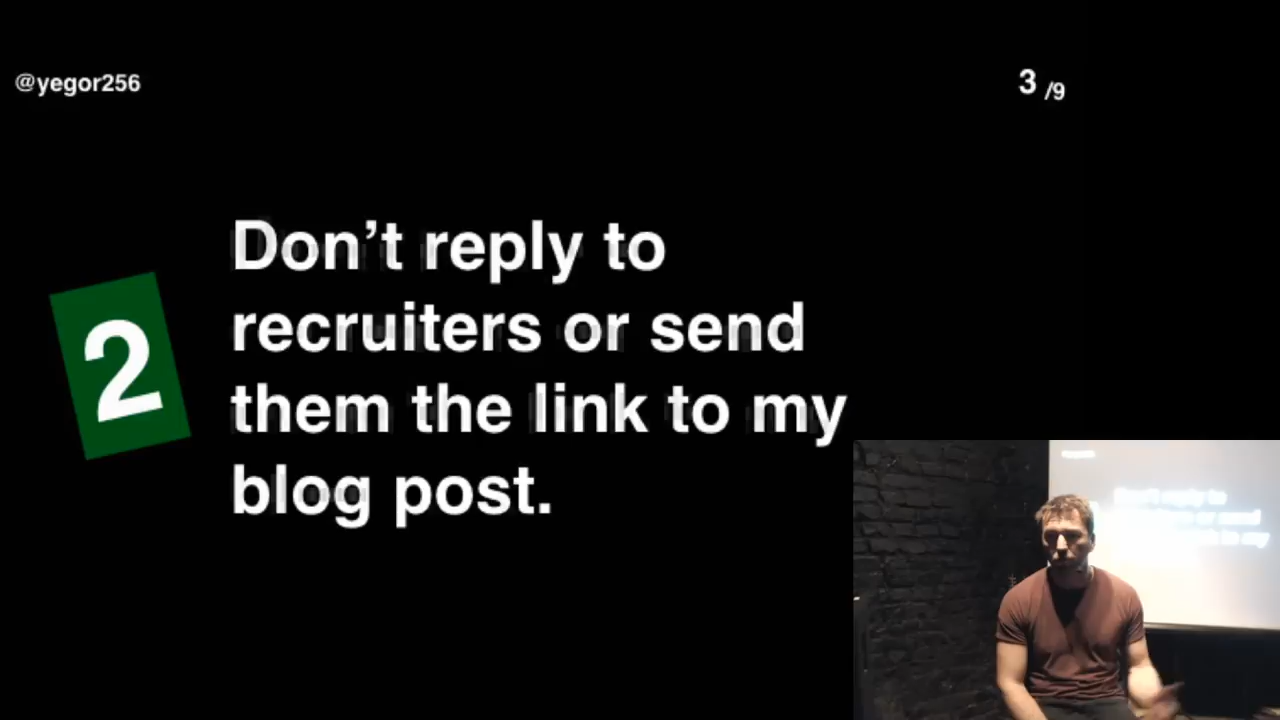 @yegor256
3 /9
2
Don’t reply to
recruiters or send
them the link to my
blog post.